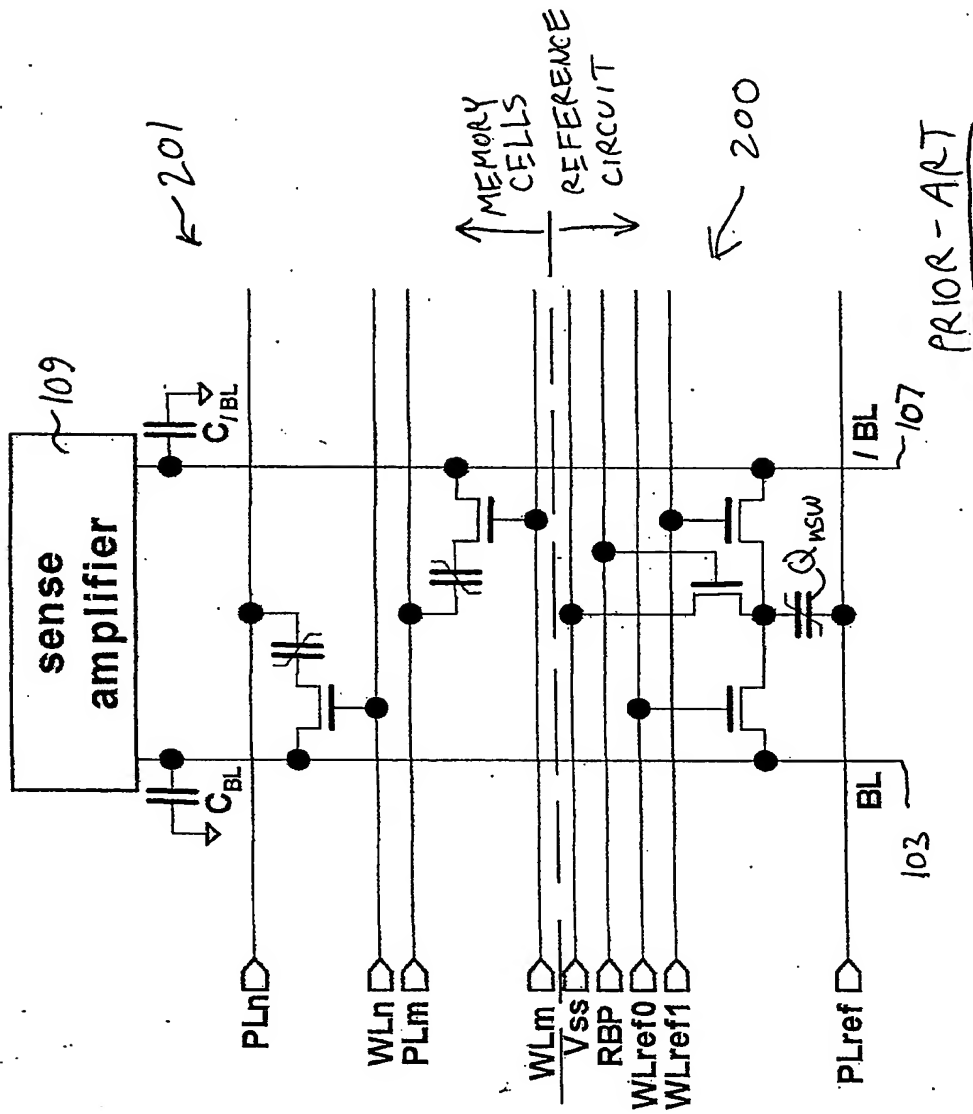 201
109
sense
amplifier
C/BL
CBL
PLn
WLn
PLm
WLm
MEMORY
CELLS
REFERENCE
CIRCUIT
Vss
RBP
WLref0
WLref1
PLref
QNSW
200
BL
/BL
103
107
PRIOR-ART